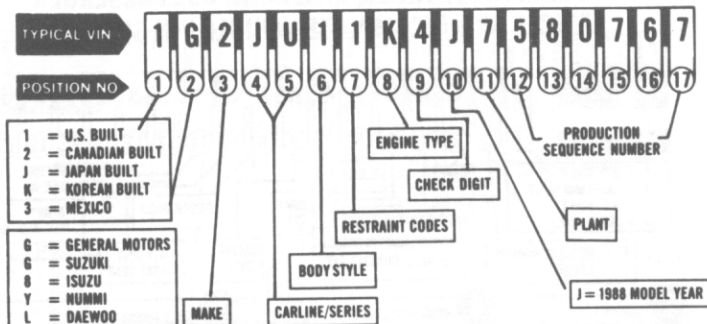 TYPICAL VIN 1 G 2 J U 1 1 K 4 J 7 5 8 0 7 6 7
POSITION NO 1 2 3 4 5 6 7 8 9 10 11 12 13 14 15 16 17
1 = U.S. BUILT
2 = CANADIAN BUILT
J = JAPAN BUILT
K = KOREAN BUILT
3 = MEXICO
G = GENERAL MOTORS
G = SUZUKI
8 = ISUZU
Y = NUMMI
L = DAEWOO
MAKE
CARLINE/SERIES
BODY STYLE
RESTRAINT CODES
ENGINE TYPE
CHECK DIGIT
J = 1988 MODEL YEAR
PLANT
PRODUCTION
SEQUENCE NUMBER